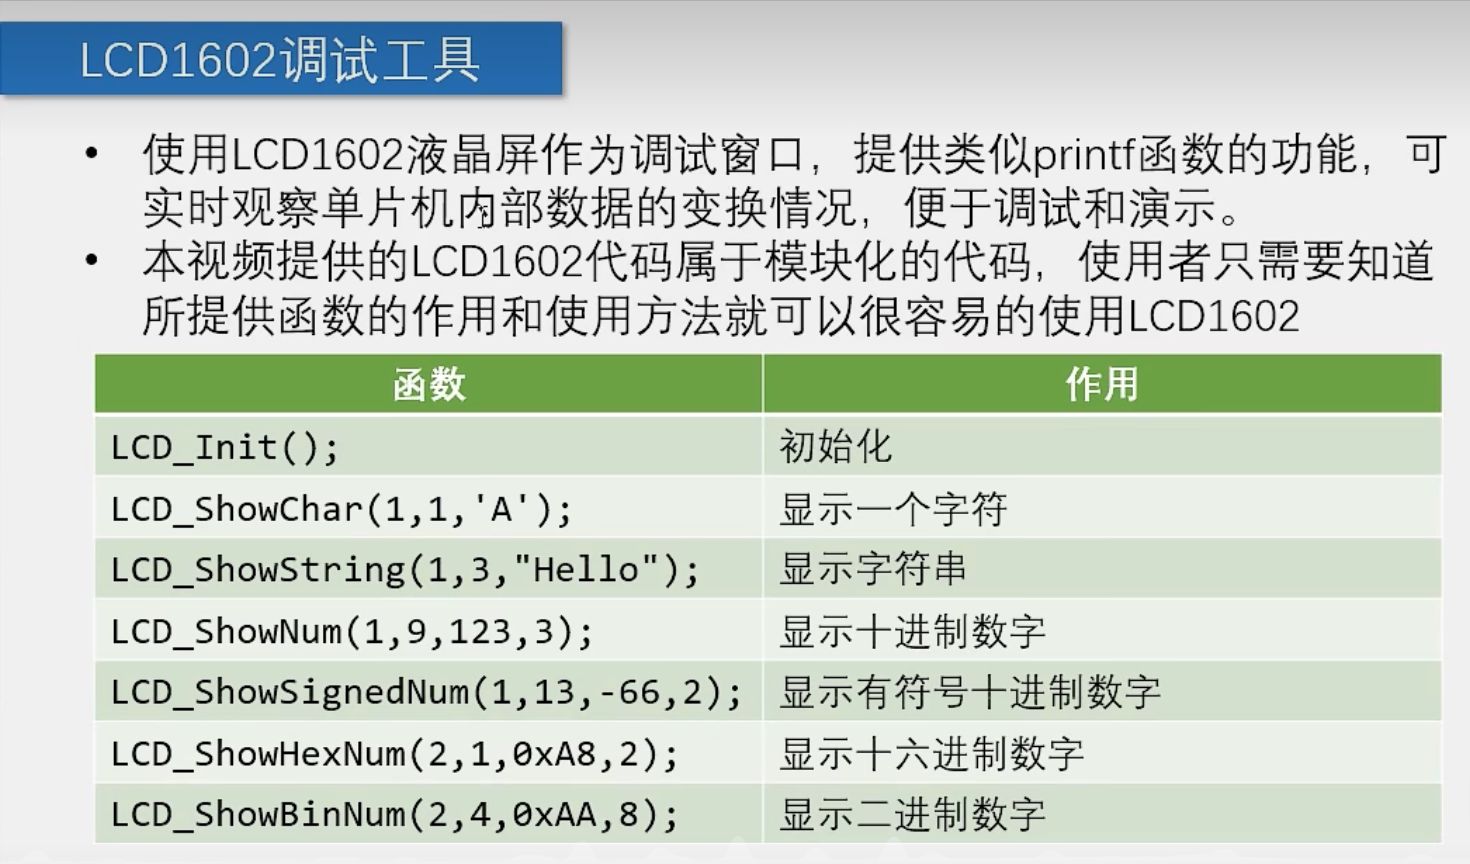 LCD1602调试工具
• 使用LCD1602液晶屏作为调试窗口，提供类似printf函数的功能，可
实时观察单片机内部数据的变换情况，便于调试和演示。
• 本视频提供的LCD1602代码属于模块化的代码，使用者只需要知道
所提供函数的作用和使用方法就可以很容易的使用LCD1602
函数 作用
LCD_Init(); 初始化
LCD_ShowChar(1,1,'A'); 显示一个字符
LCD_ShowString(1,3,"Hello"); 显示字符串
LCD_ShowNum(1,9,123,3); 显示十进制数字
LCD_ShowSignedNum(1,13,-66,2); 显示有符号十进制数字
LCD_ShowHexNum(2,1,0xA8,2); 显示十六进制数字
LCD_ShowBinNum(2,4,0xAA,8); 显示二进制数字